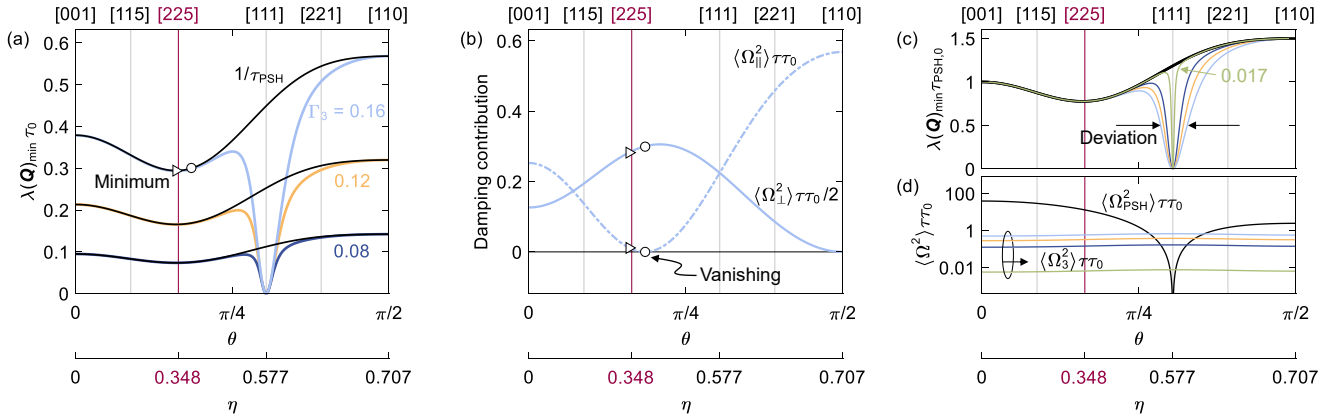 (a)
[001] [115] [225] [111] [221] [110]
λ(Q)min τ0
0.6
0.5
0.4
0.3
0.2
0.1
0
1/τPSH
Γ3 = 0.16
0.12
0.08
Minimum
0 π/4 π/2
θ
0 0.348 0.577 0.707
η
(b)
[001] [115] [225] [111] [221] [110]
Damping contribution
0.4
0.2
0
⟨Ω∥²⟩ττ0
⟨Ω⊥²⟩ττ0/2
Vanishing
0 π/4 π/2
θ
0 0.348 0.577 0.707
η
[001] [115] [225] [111] [221] [110]
(c)
λ(Q)min τPSH,0
1.5
1
0.5
0
0.017
Deviation
(d)
⟨Ω²⟩ττ0
100
1
0.01
⟨Ω²PSH⟩ττ0
⟨Ω3²⟩ττ0
0 π/4 π/2
θ
0 0.348 0.577 0.707
η